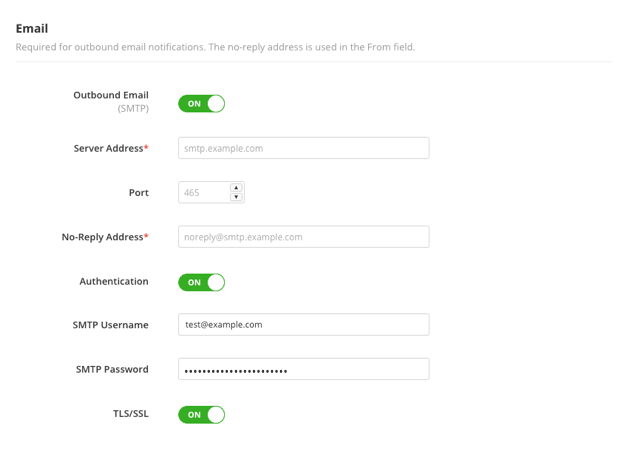 Email
Required for outbound email notifications. The no-reply address is used in the From field.
Outbound Email
(SMTP)
ON
Server Address*
smtp.example.com
Port
465
No-Reply Address*
noreply@smtp.example.com
Authentication
ON
SMTP Username
test@example.com
SMTP Password
•••••••••••••••••••••••
TLS/SSL
ON